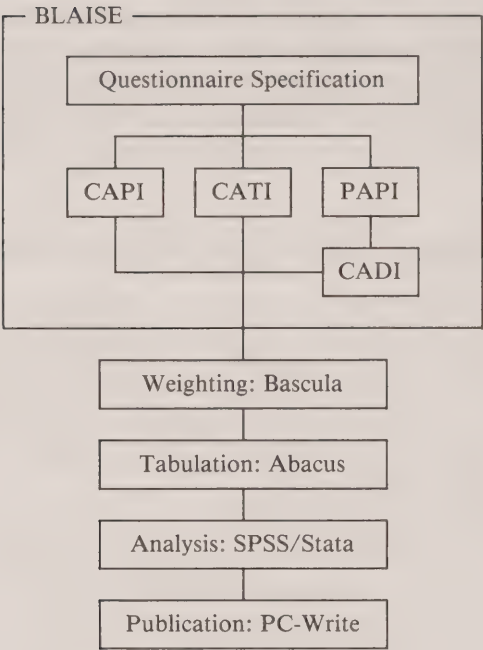 BLAISE
Questionnaire Specification
CAPI
CATI
PAPI
CADI
Weighting: Bascula
Tabulation: Abacus
Analysis: SPSS/Stata
Publication: PC-Write